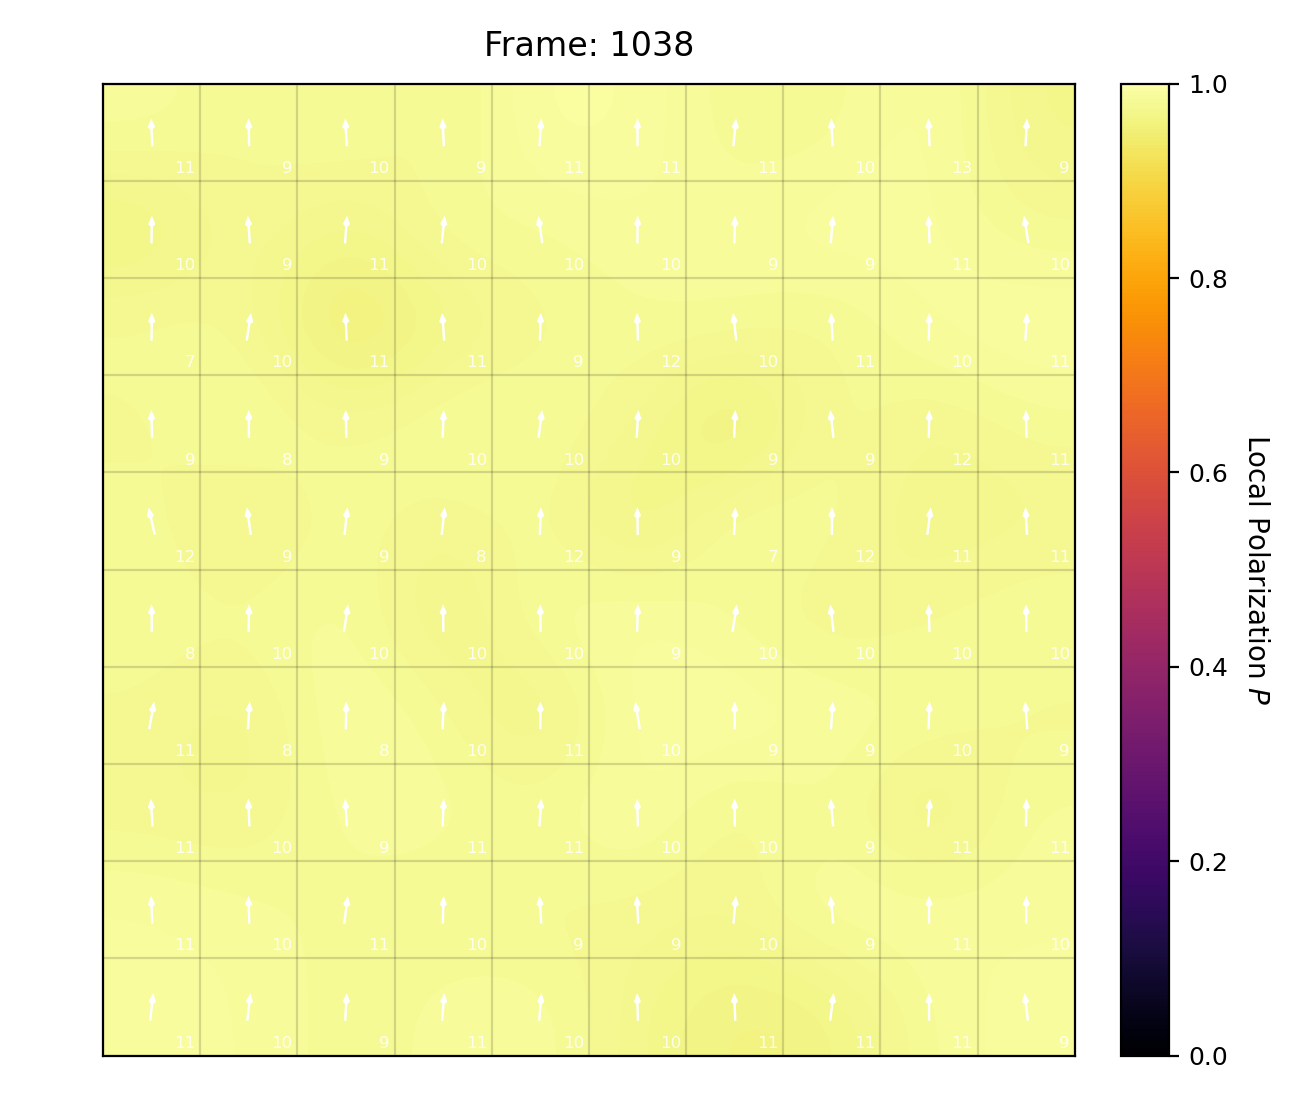 Frame: 1038
11 9 10 9 11 11 11 10 13 9
10 9 11 10 10 10 9 9 11 10
7 10 11 11 9 12 10 11 10 11
9 8 9 10 10 10 9 9 12 11
12 9 9 8 12 9 7 12 11 11
8 10 10 10 10 9 10 10 10 10
11 8 8 10 11 10 9 9 10 9
11 10 9 11 11 10 10 9 11 11
11 10 11 10 9 9 10 9 11 10
11 10 9 11 10 10 11 11 11 9
1.0
0.8
0.6
0.4
0.2
0.0
Local Polarization P